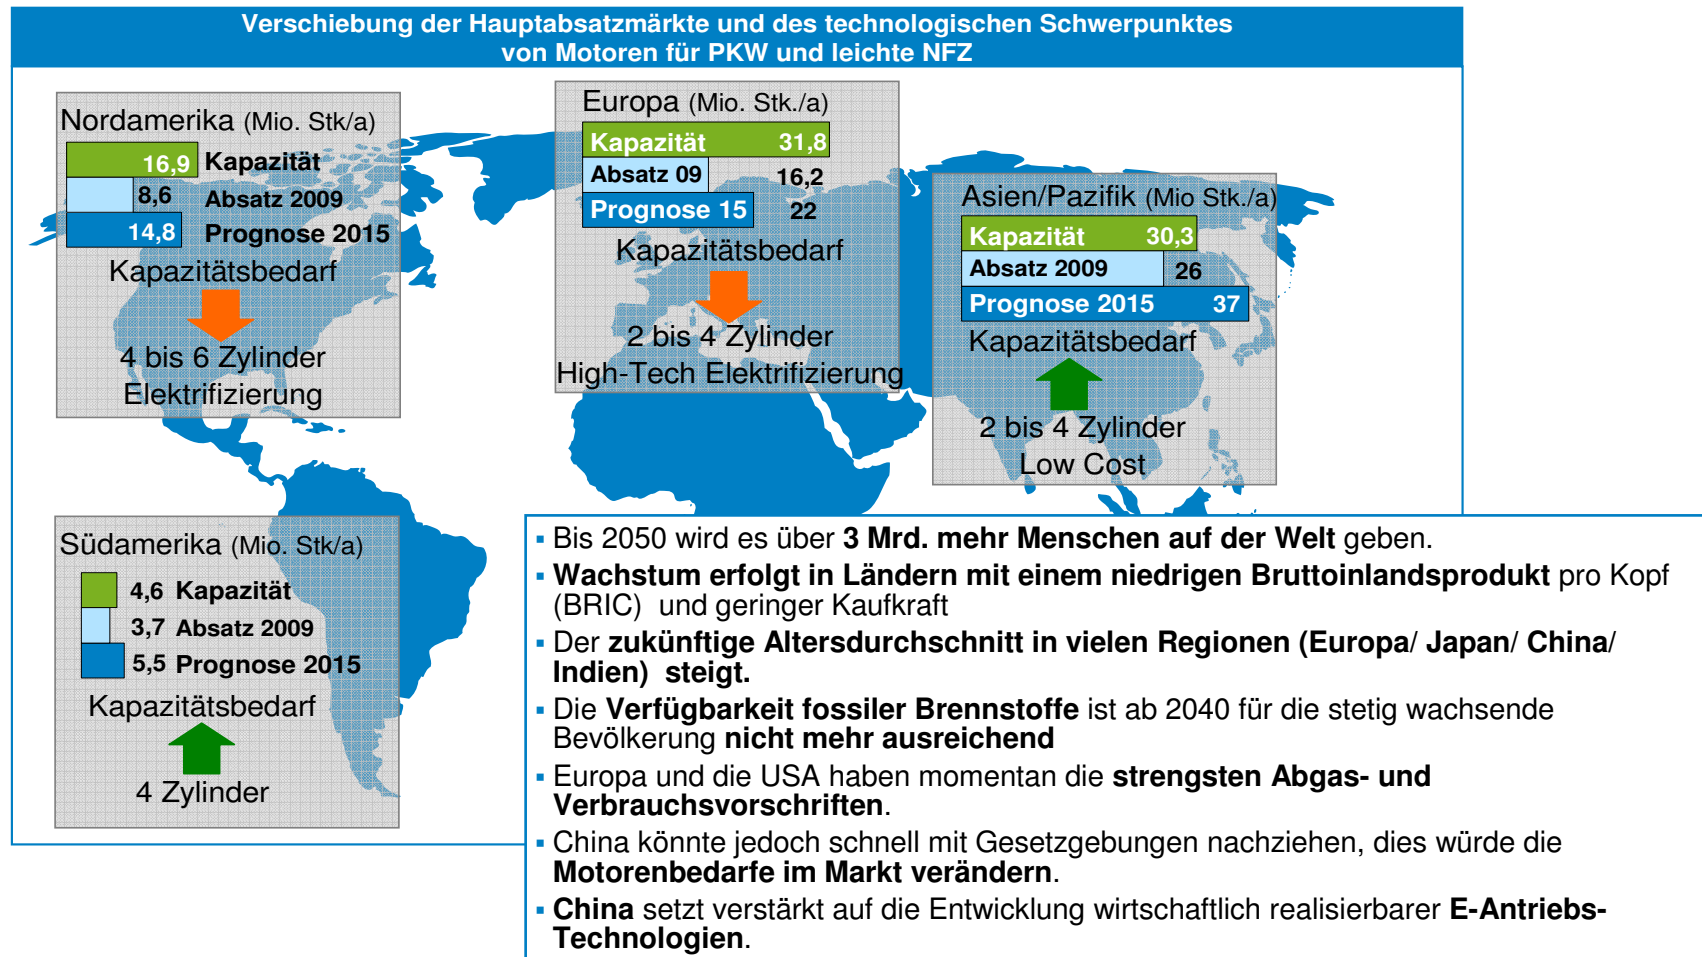 Verschiebung der Hauptabsatzmärkte und des technologischen Schwerpunktes
von Motoren für PKW und leichte NFZ
Nordamerika (Mio. Stk/a)
16,9 Kapazität
8,6 Absatz 2009
14,8 Prognose 2015
Kapazitätsbedarf
4 bis 6 Zylinder
Elektrifizierung
Europa (Mio. Stk./a)
Kapazität 31,8
Absatz 09 16,2
Prognose 15 22
Kapazitätsbedarf
2 bis 4 Zylinder
High-Tech Elektrifizierung
Asien/Pazifik (Mio Stk./a)
Kapazität 30,3
Absatz 2009 26
Prognose 2015 37
Kapazitätsbedarf
2 bis 4 Zylinder
Low Cost
Südamerika (Mio. Stk/a)
4,6 Kapazität
3,7 Absatz 2009
5,5 Prognose 2015
Kapazitätsbedarf
4 Zylinder
▪ Bis 2050 wird es über 3 Mrd. mehr Menschen auf der Welt geben.
▪ Wachstum erfolgt in Ländern mit einem niedrigen Bruttoinlandsprodukt pro Kopf
(BRIC) und geringer Kaufkraft
▪ Der zukünftige Altersdurchschnitt in vielen Regionen (Europa/ Japan/ China/
Indien) steigt.
▪ Die Verfügbarkeit fossiler Brennstoffe ist ab 2040 für die stetig wachsende
Bevölkerung nicht mehr ausreichend
▪ Europa und die USA haben momentan die strengsten Abgas- und
Verbrauchsvorschriften.
▪ China könnte jedoch schnell mit Gesetzgebungen nachziehen, dies würde die
Motorenbedarfe im Markt verändern.
▪ China setzt verstärkt auf die Entwicklung wirtschaftlich realisierbarer E-Antriebs-
Technologien.